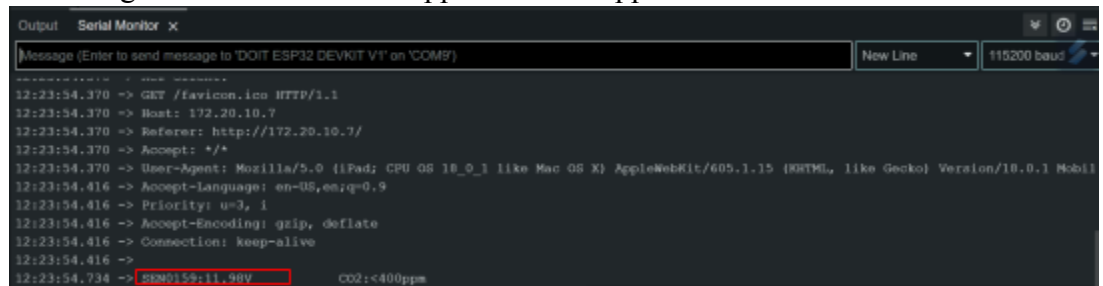 Output Serial Monitor x
Message (Enter to send message to 'DOIT ESP32 DEVKIT V1' on 'COM9')
New Line
115200 baud
12:23:54.370 -> GET /favicon.ico HTTP/1.1
12:23:54.370 -> Host: 172.20.10.7
12:23:54.370 -> Referer: http://172.20.10.7/
12:23:54.370 -> Accept: */*
12:23:54.370 -> User-Agent: Mozilla/5.0 (iPad; CPU OS 18_0_1 like Mac OS X) AppleWebKit/605.1.15 (KHTML, like Gecko) Version/18.0.1 Mobil
12:23:54.416 -> Accept-Language: en-US,en;q=0.9
12:23:54.416 -> Priority: u=3, i
12:23:54.416 -> Accept-Encoding: gzip, deflate
12:23:54.416 -> Connection: keep-alive
12:23:54.416 ->
12:23:54.734 -> SEN0159:11.98V CO2:<400ppm